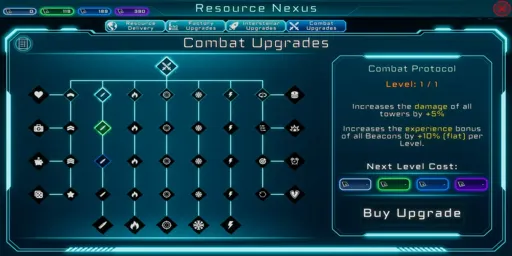 Resource Nexus
Resource Delivery
Factory Upgrades
Intersignal Upgrades
Combat Upgrades
Combat Upgrades
Combat Protocol
Level: 1 / 1
Increases the damage of all
towers by +5%
Increases the experience bonus
of all Beacons by +10% (flat) per
Level.
Next Level Cost:
Buy Upgrade